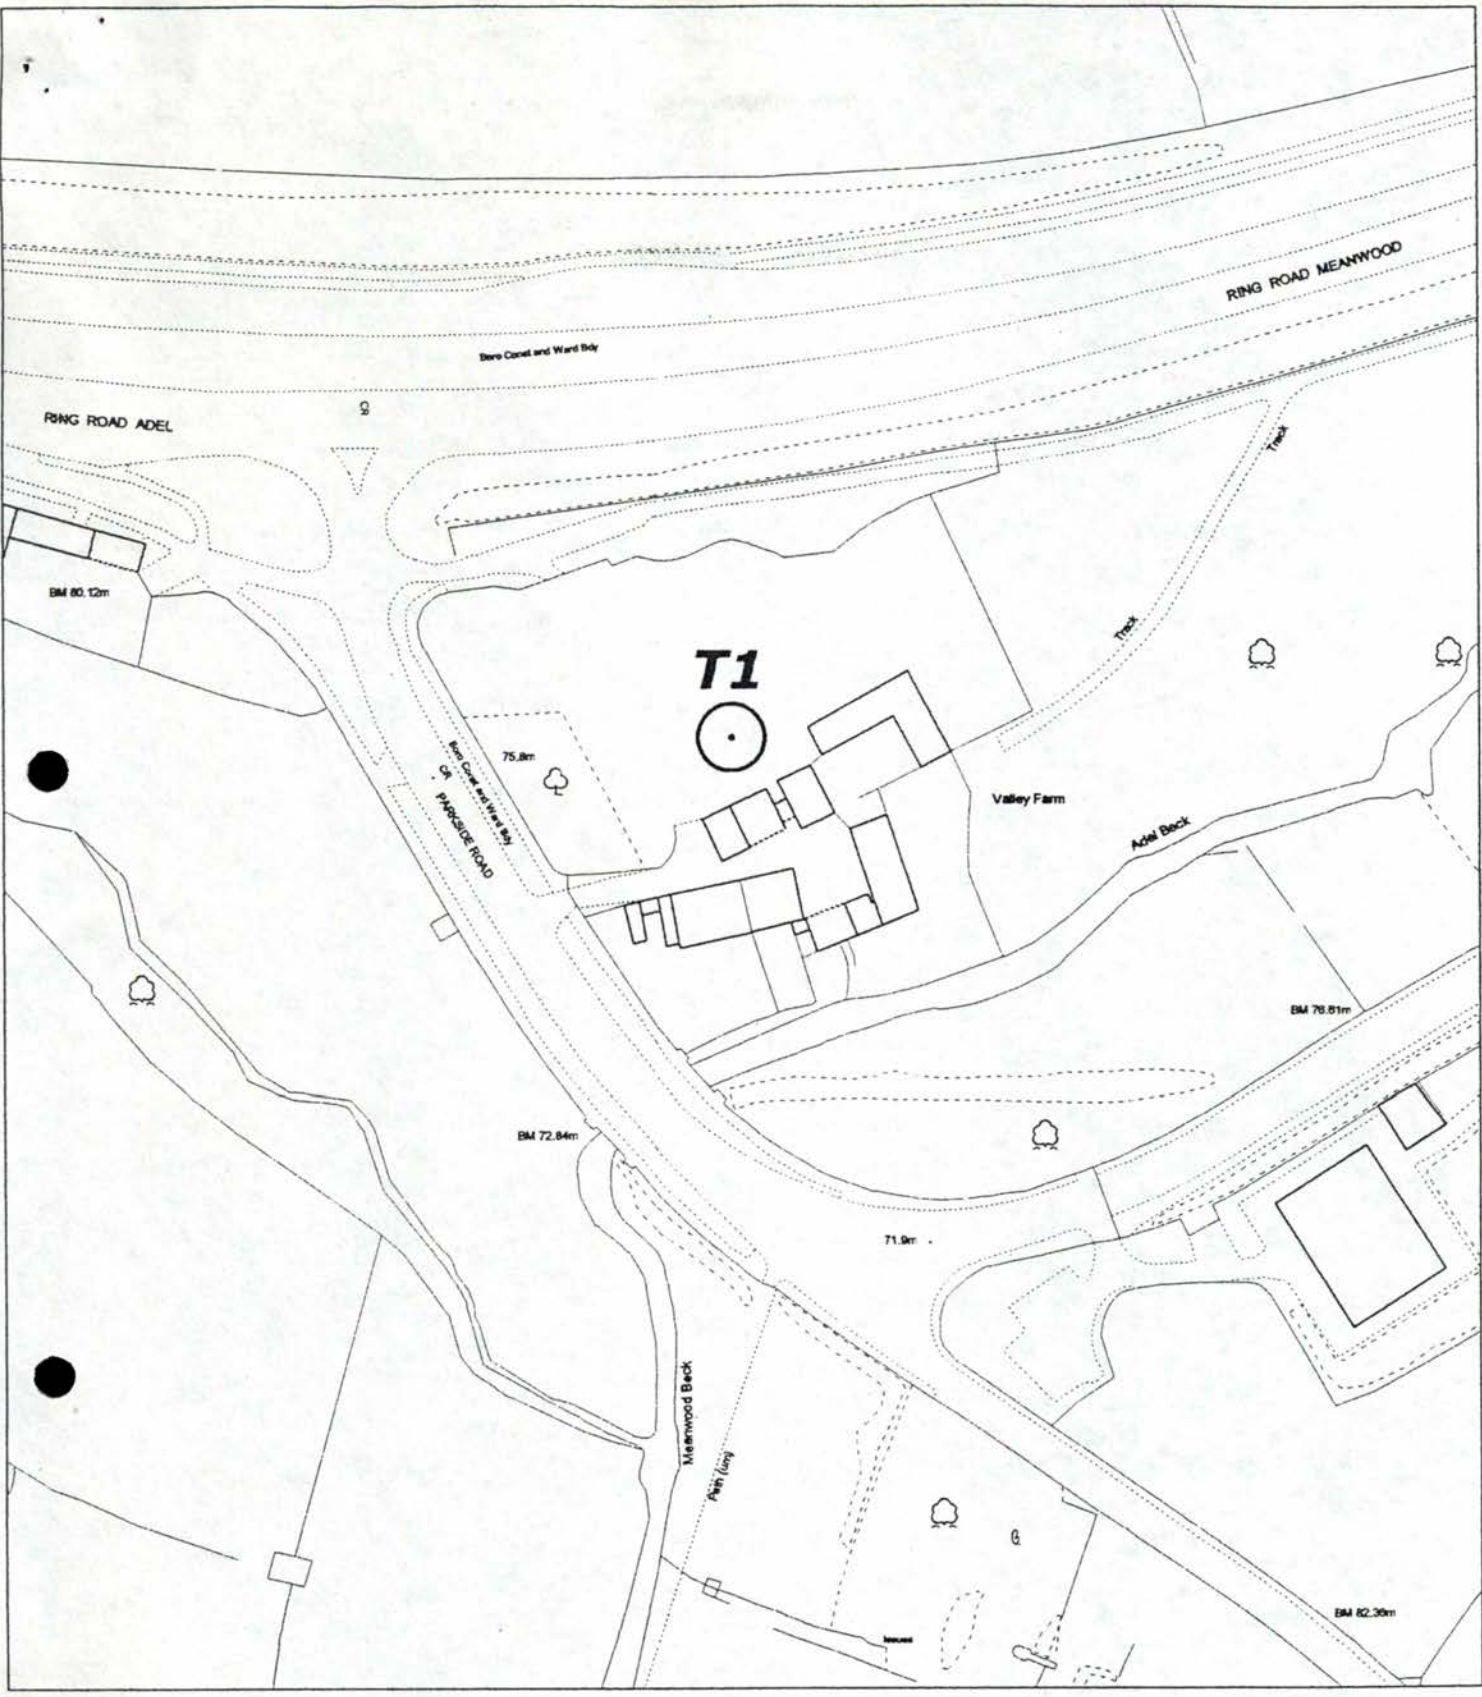 RING ROAD MEANWOOD
Boro Const and Ward Bdy
CR
RING ROAD ADEL
BM 80.12m
Track
Track
T1
75.8m
Boro Const and Ward Bdy
CR
PARKSIDE ROAD
Valley Farm
Adel Beck
BM 76.81m
BM 72.84m
71.9m
Meanwood Beck
Path (um)
Issues
BM 82.36m